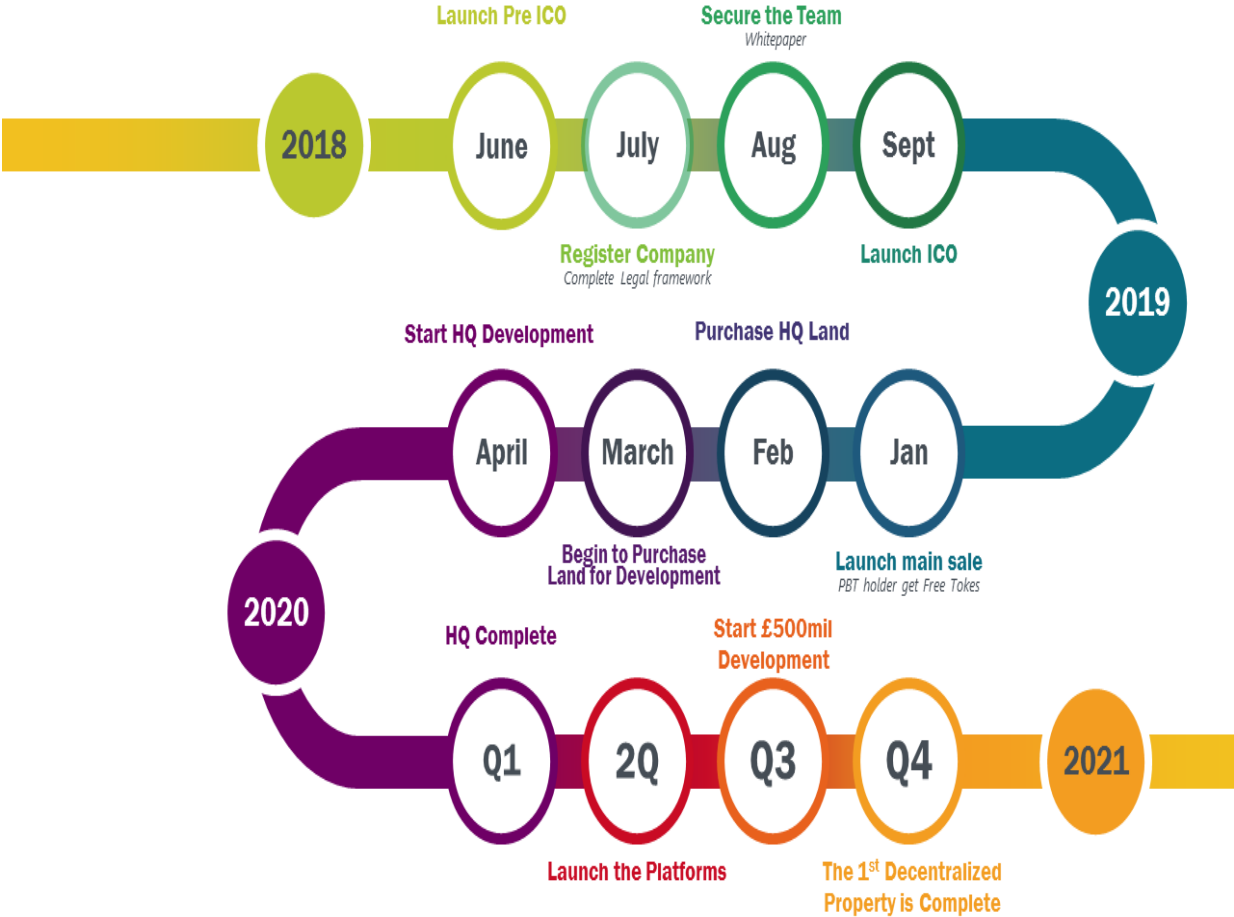 Launch Pre ICO
Secure the Team
Whitepaper
2018
June
July
Aug
Sept
Register Company
Complete Legal framework
Launch ICO
2019
Start HQ Development
Purchase HQ Land
April
March
Feb
Jan
Begin to Purchase
Land for Development
Launch main sale
PBT holder get Free Tokes
2020
HQ Complete
Start £500mil
Development
Q1
2Q
Q3
Q4
2021
Launch the Platforms
The 1st Decentralized
Property is Complete